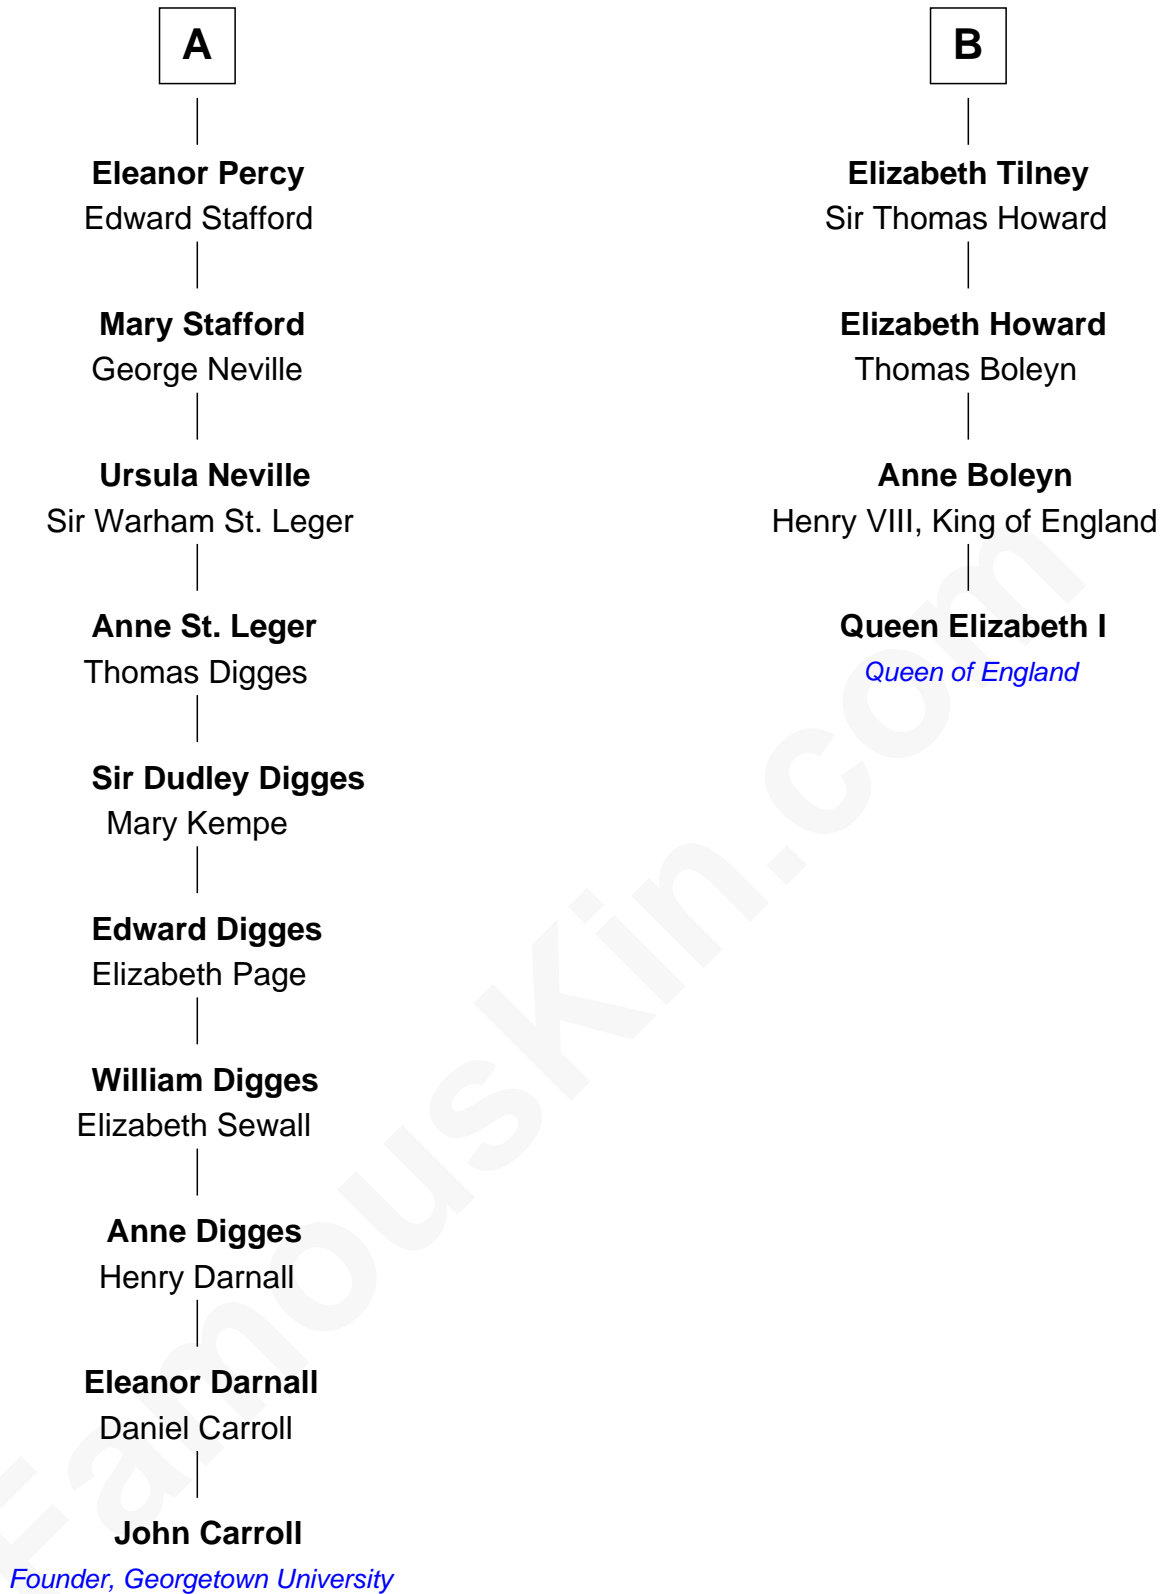 A
Eleanor Percy
Edward Stafford
Mary Stafford
George Neville
Ursula Neville
Sir Warham St. Leger
Anne St. Leger
Thomas Digges
Sir Dudley Digges
Mary Kempe
Edward Digges
Elizabeth Page
William Digges
Elizabeth Sewall
Anne Digges
Henry Darnall
Eleanor Darnall
Daniel Carroll
John Carroll
Founder, Georgetown University
B
Elizabeth Tilney
Sir Thomas Howard
Elizabeth Howard
Thomas Boleyn
Anne Boleyn
Henry VIII, King of England
Queen Elizabeth I
Queen of England
FamousKin.com